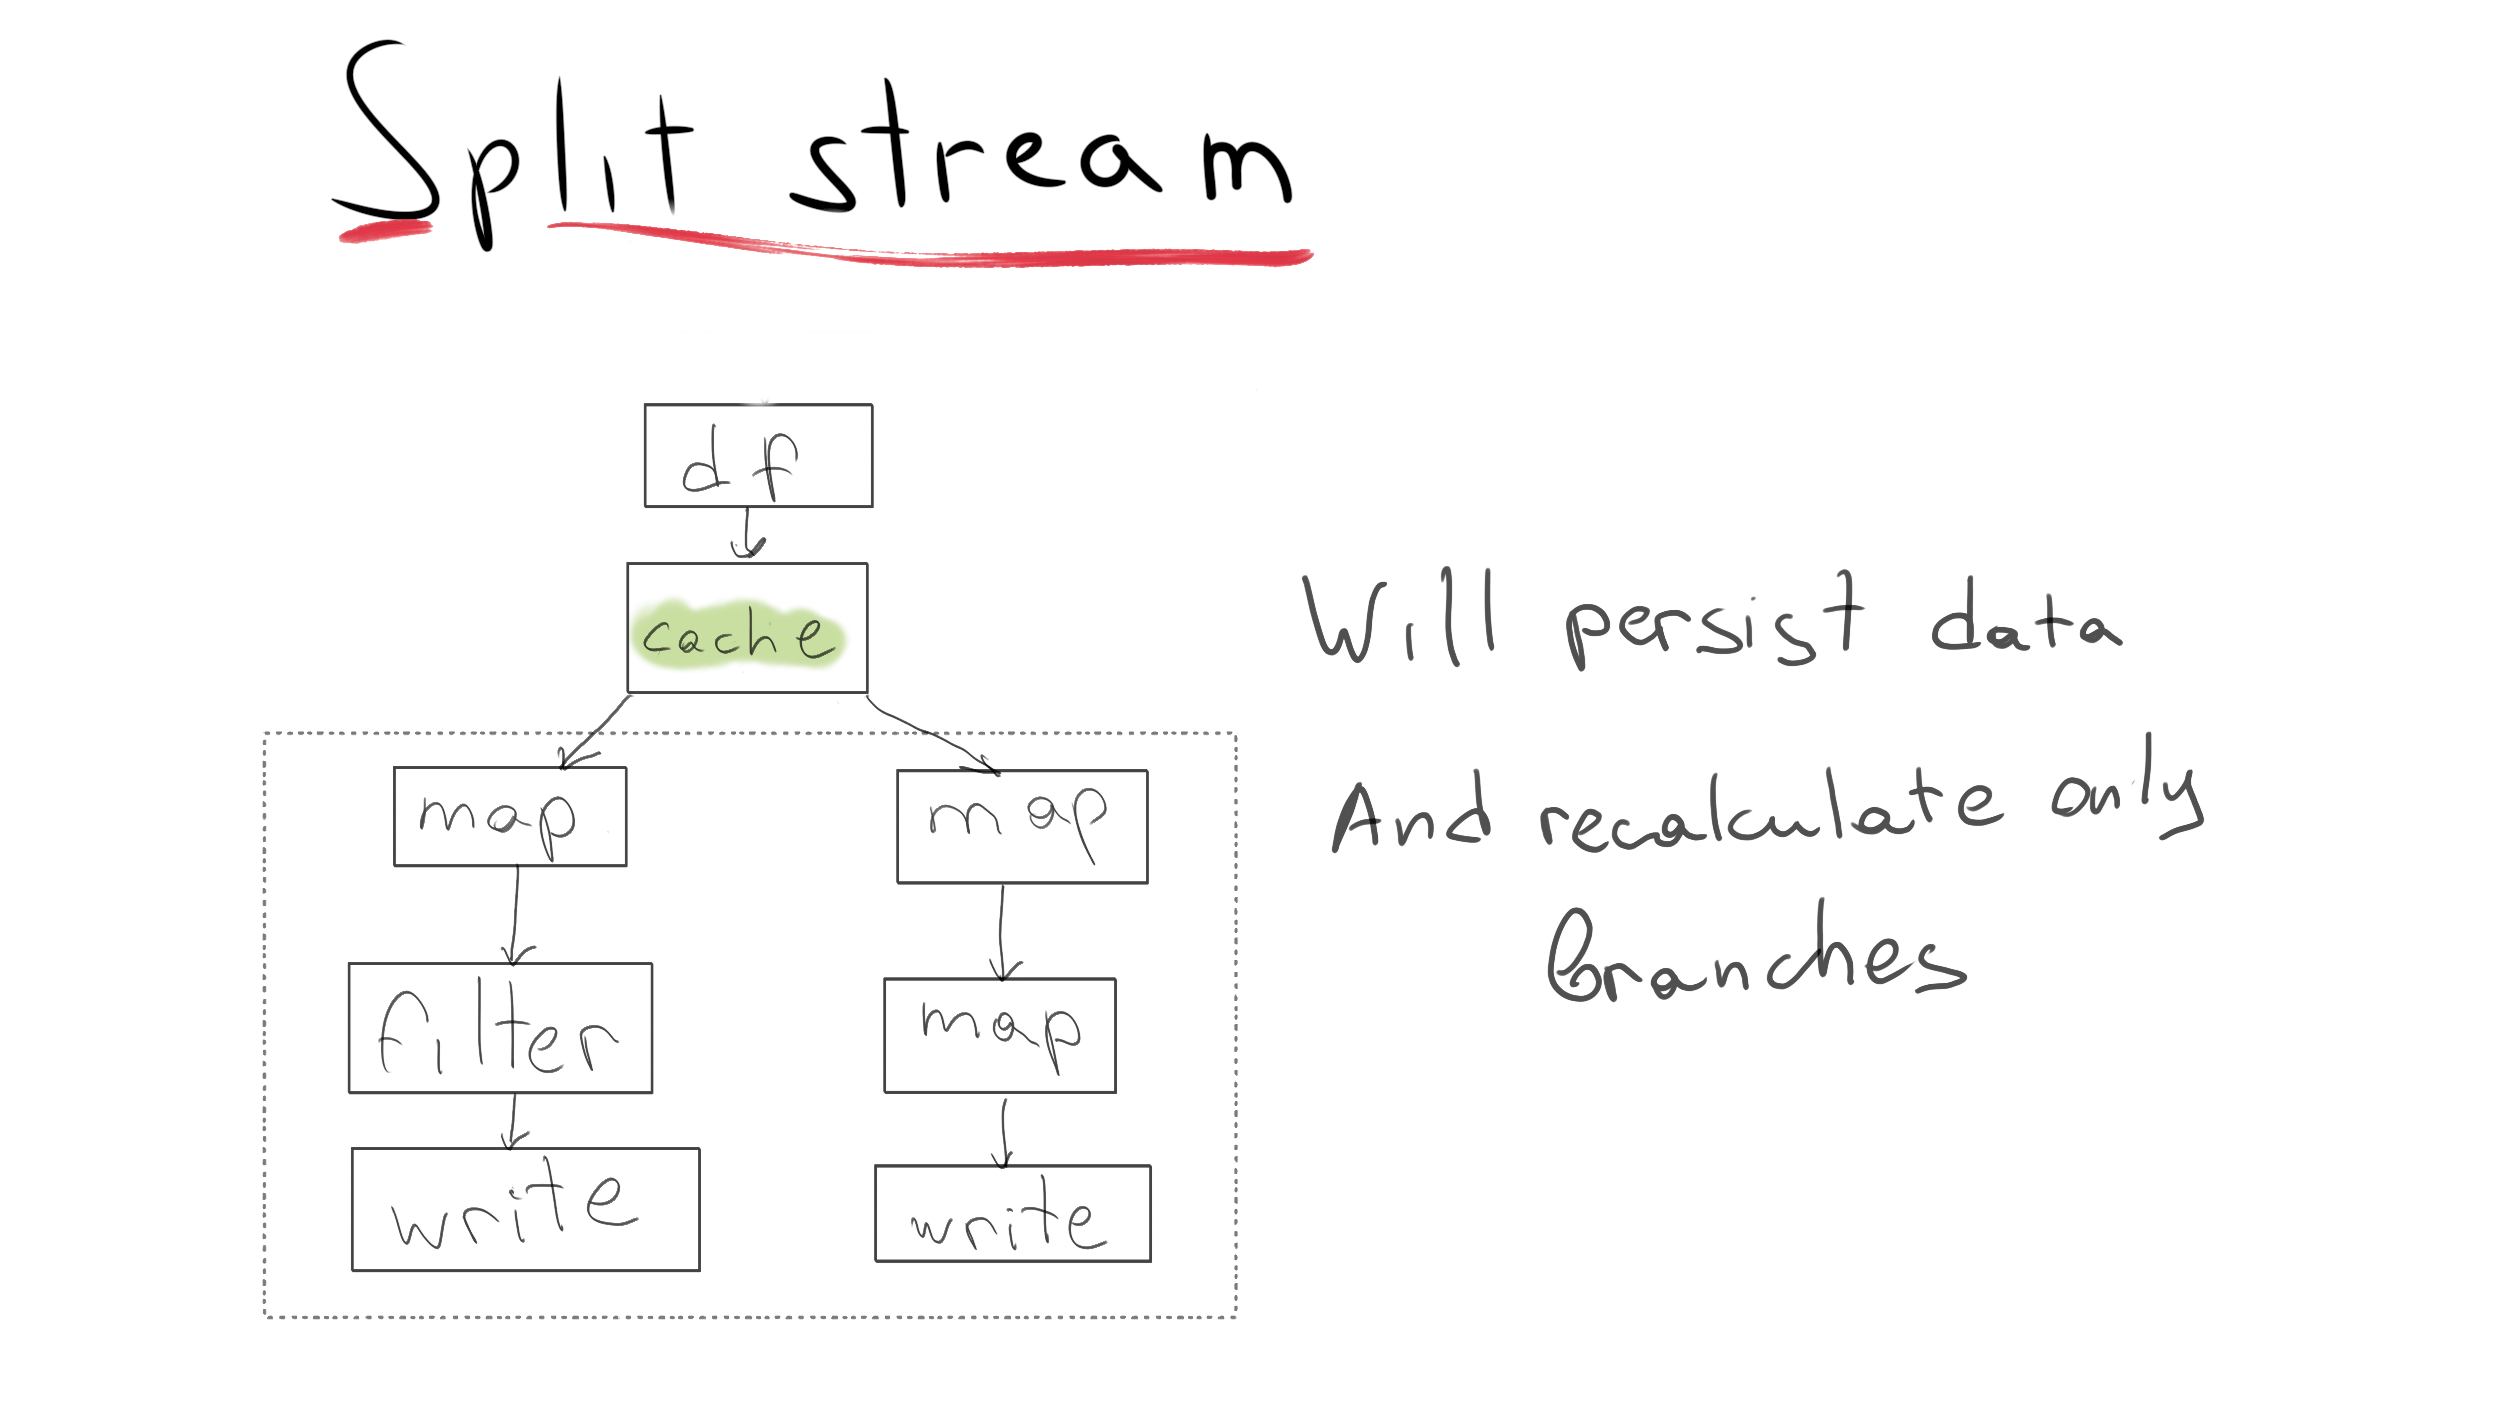 Split stream
df
cache
Will persist data
map
map
And recalculate only
Branches
filter
map
write
write